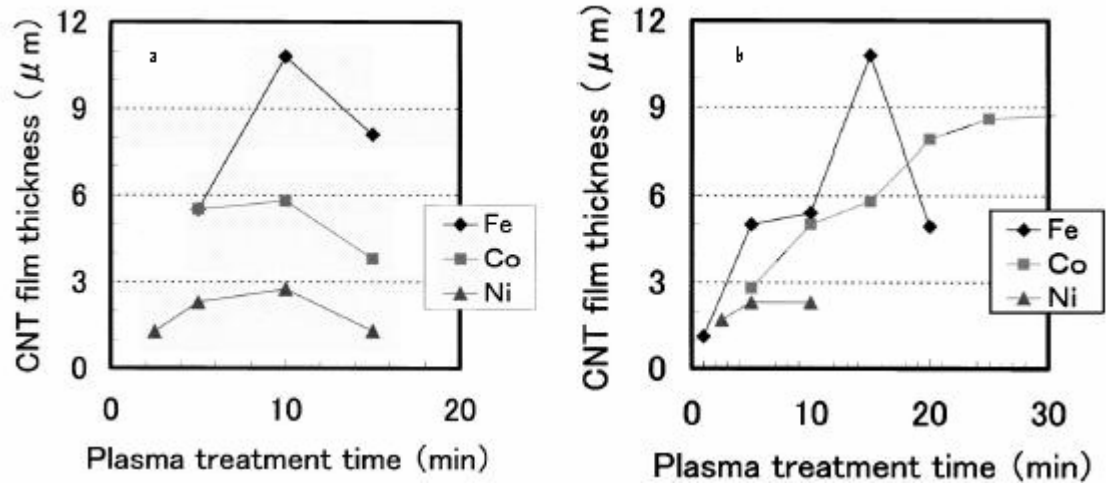 12
9
6
3
0
0
10
20
CNT film thickness (μm)
Plasma treatment time (min)
a
Fe
Co
Ni
12
9
6
3
0
0
10
20
30
CNT film thickness (μm)
Plasma treatment time (min)
b
Fe
Co
Ni